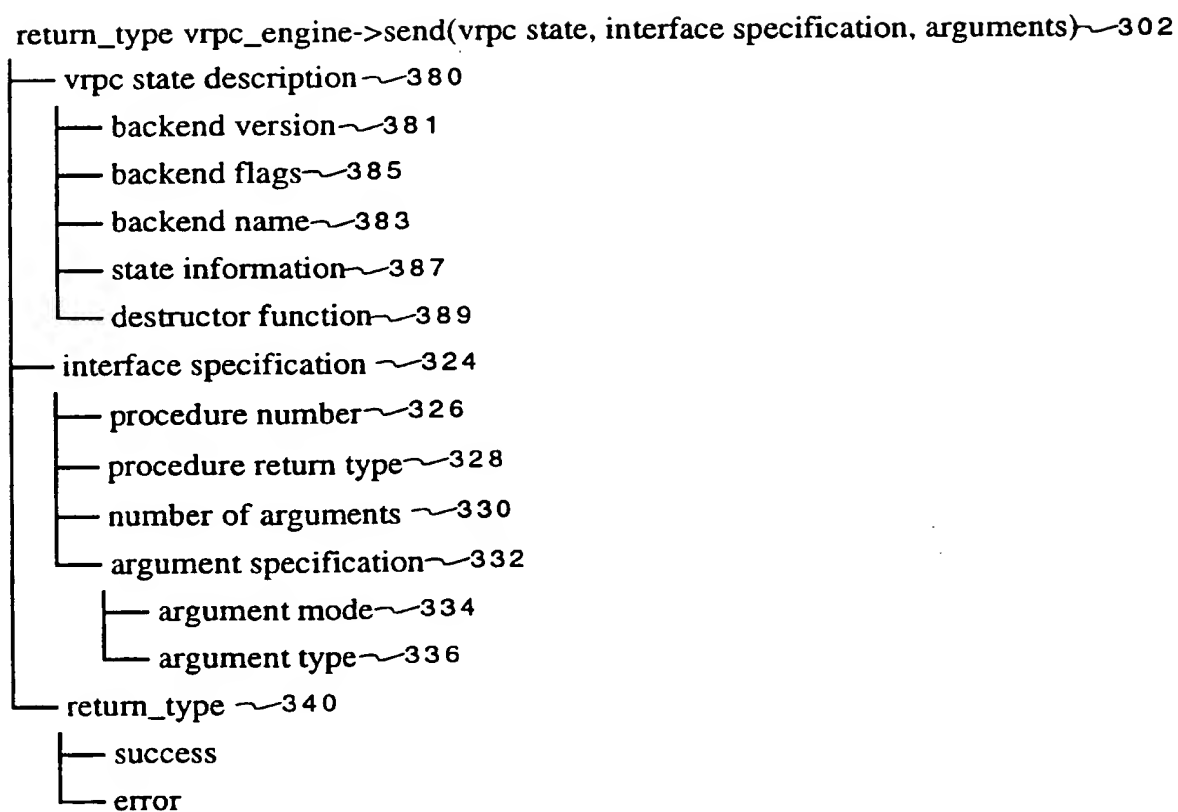 return_type vrpc_engine->send(vrpc state, interface specification, arguments) 302
vrpc state description 380
backend version 381
backend flags 385
backend name 383
state information 387
destructor function 389
interface specification 324
procedure number 326
procedure return type 328
number of arguments 330
argument specification 332
argument mode 334
argument type 336
return_type 340
success
error